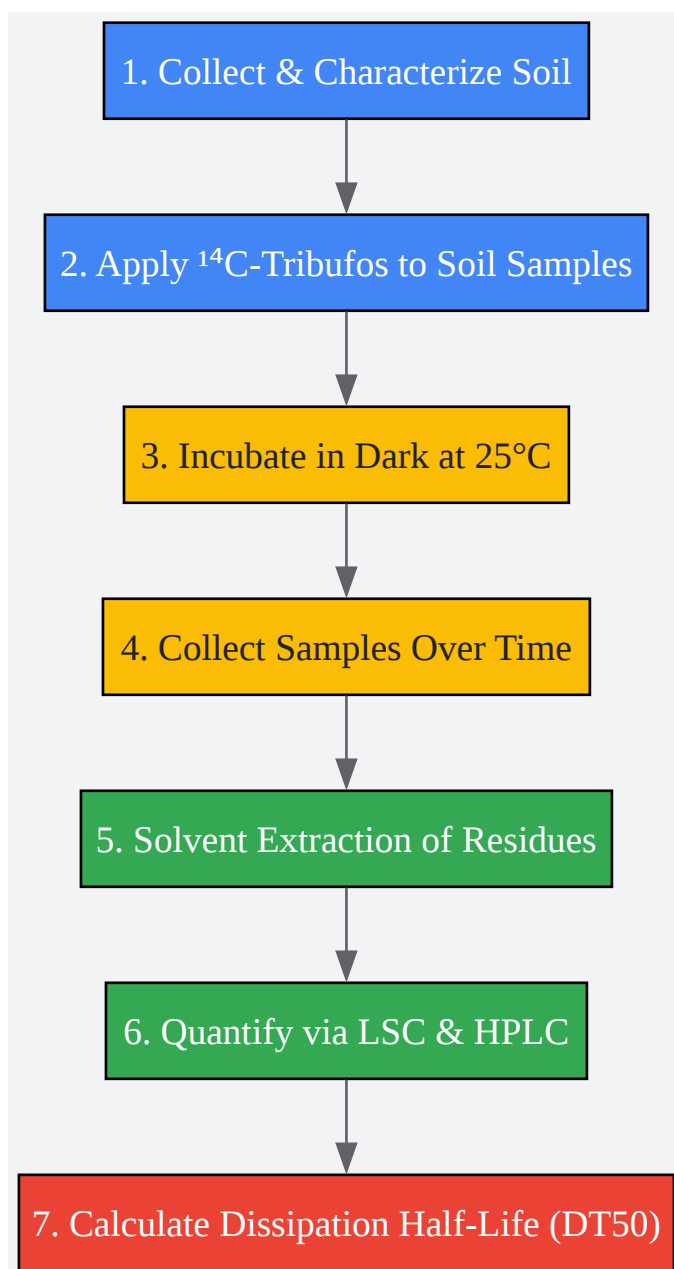 1. Collect & Characterize Soil
2. Apply ¹⁴C-Tribufos to Soil Samples
3. Incubate in Dark at 25°C
4. Collect Samples Over Time
5. Solvent Extraction of Residues
6. Quantify via LSC & HPLC
7. Calculate Dissipation Half-Life (DT50)